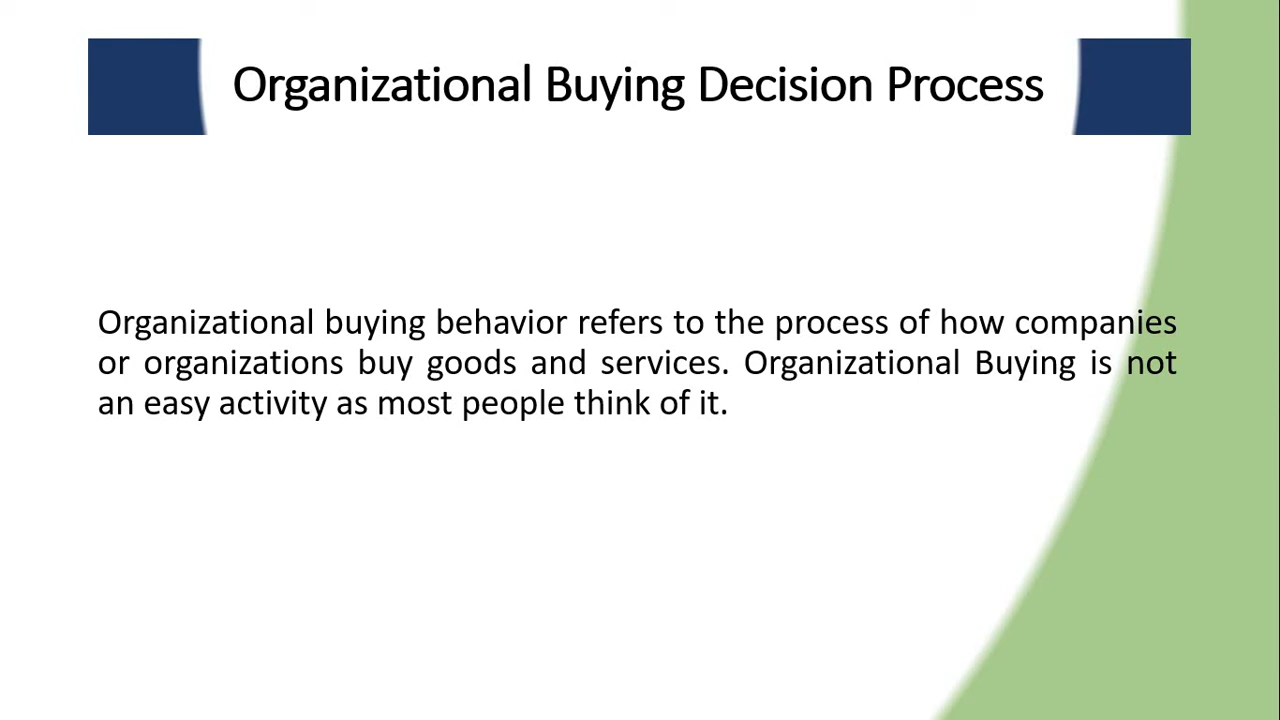 Organizational Buying Decision Process
Organizational buying behavior refers to the process of how companies
or organizations buy goods and services. Organizational Buying is not
an easy activity as most people think of it.